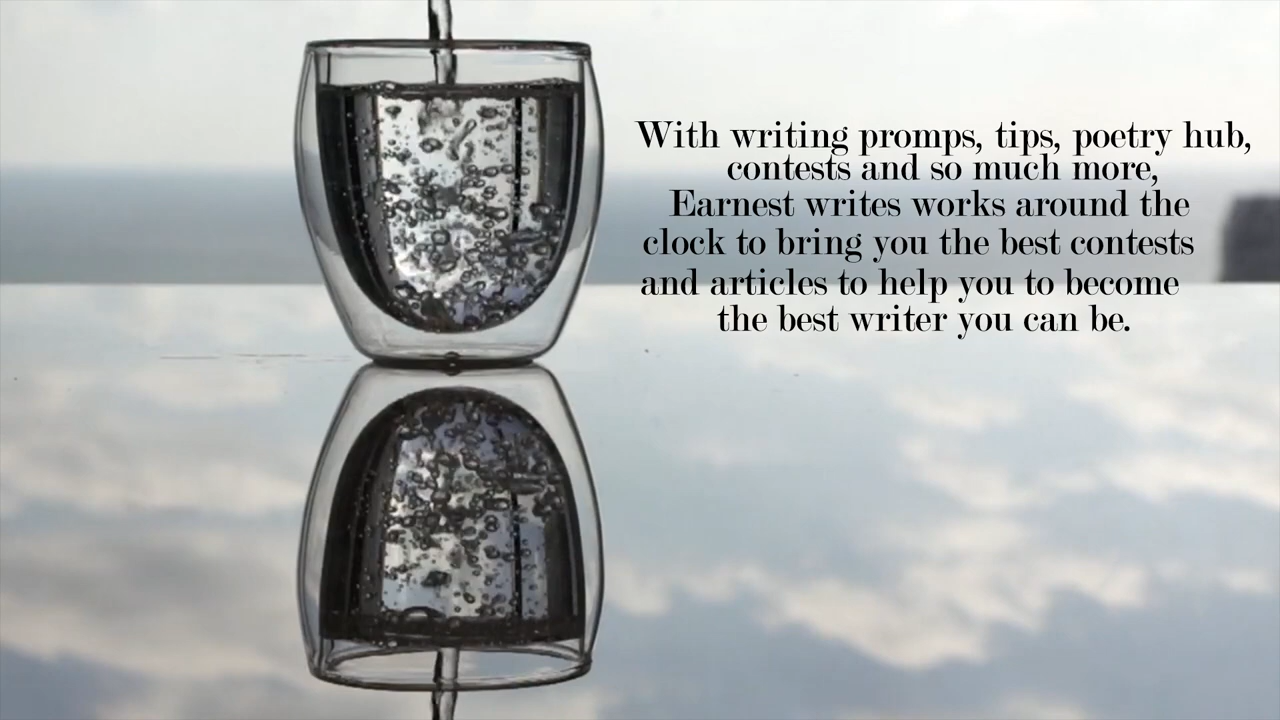 With writing promps, tips, poetry hub,
contests and so much more,
Earnest writes works around the
clock to bring you the best contests
and articles to help you to become
the best writer you can be.